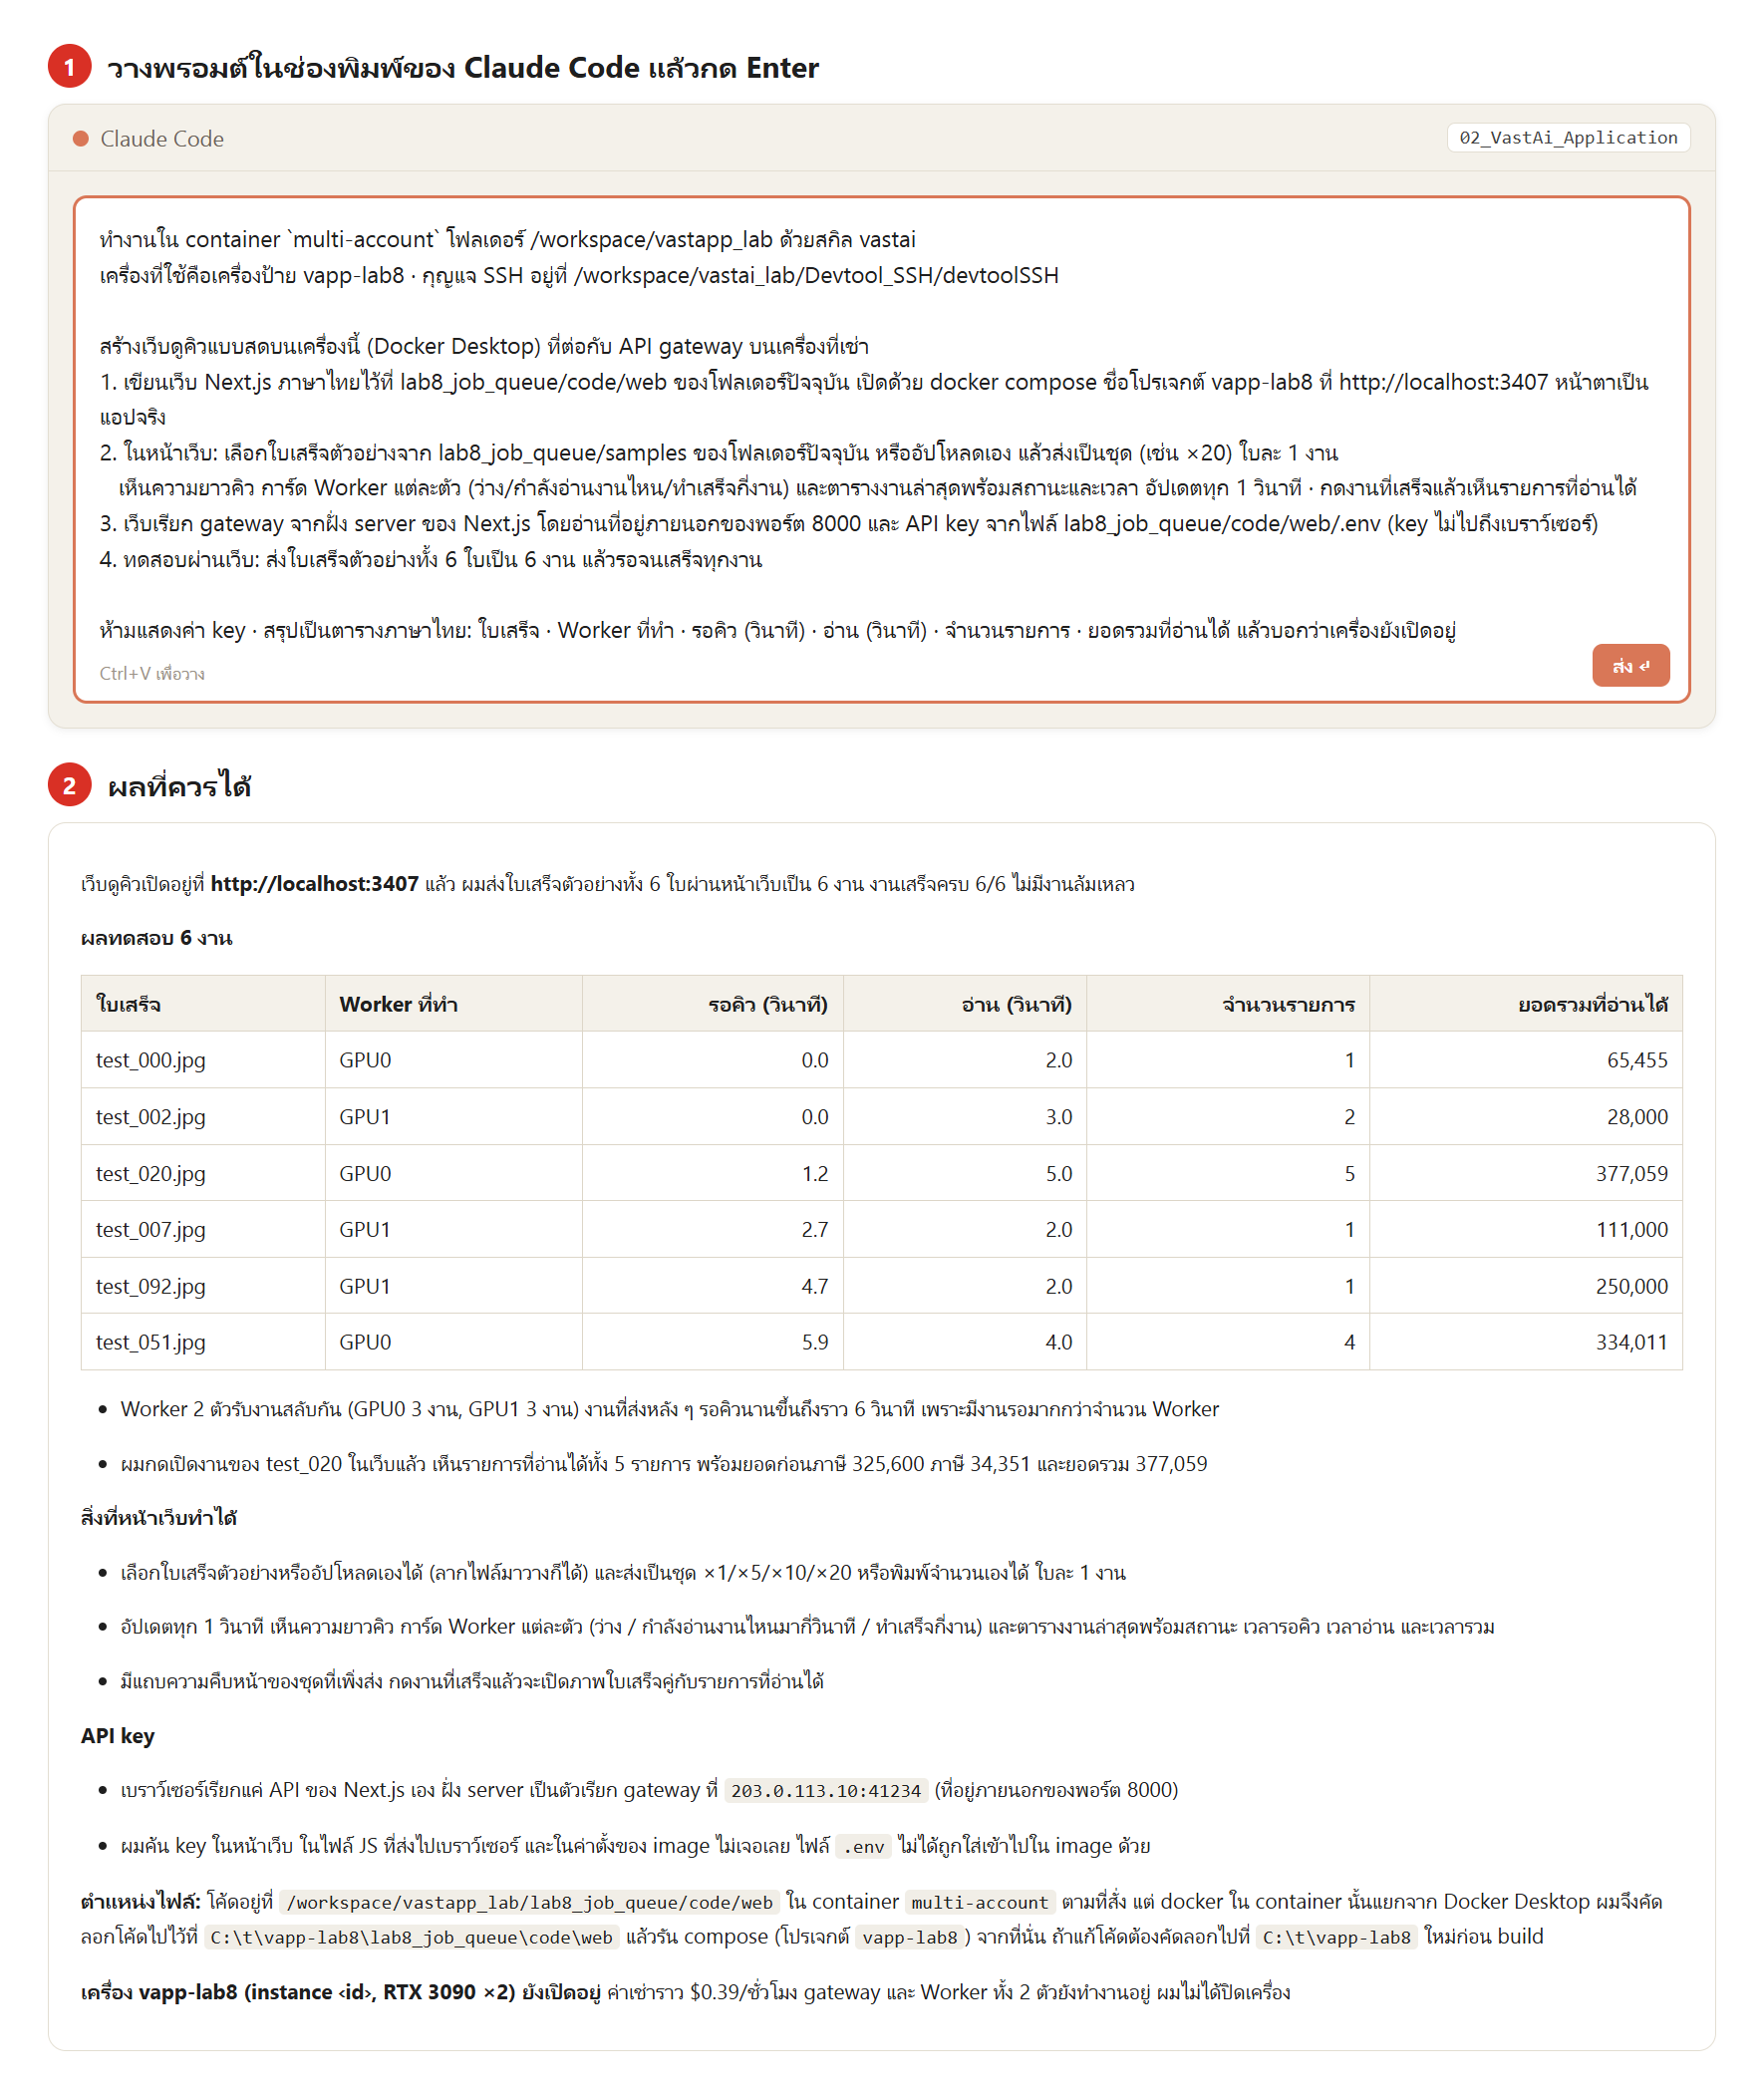 1 วางพรอมต์ในช่องพิมพ์ของ Claude Code แล้วกด Enter
Claude Code
02_VastAi_Application
ทำงานใน container `multi-account` โฟลเดอร์ /workspace/vastapp_lab ด้วยสกิล vastai
เครื่องที่ใช้คือเครื่องป้าย vapp-lab8 · กุญแจ SSH อยู่ที่ /workspace/vastai_lab/Devtool_SSH/devtoolSSH
สร้างเว็บดูคิวแบบสดบนเครื่องนี้ (Docker Desktop) ที่ต่อกับ API gateway บนเครื่องที่เช่า
1. เขียนเว็บ Next.js ภาษาไทยไว้ที่ lab8_job_queue/code/web ของโฟลเดอร์ปัจจุบัน เปิดด้วย docker compose ชื่อโปรเจกต์ vapp-lab8 ที่ http://localhost:3407 หน้าตาเป็น
แอปจริง
2. ในหน้าเว็บ: เลือกใบเสร็จตัวอย่างจาก lab8_job_queue/samples ของโฟลเดอร์ปัจจุบัน หรืออัปโหลดเอง แล้วส่งเป็นชุด (เช่น ×20) ใบละ 1 งาน
เห็นความยาวคิว การ์ด Worker แต่ละตัว (ว่าง/กำลังอ่านงานไหน/ทำเสร็จกี่งาน) และตารางงานล่าสุดพร้อมสถานะและเวลา อัปเดตทุก 1 วินาที · กดงานที่เสร็จแล้วเห็นรายการที่อ่านได้
3. เว็บเรียก gateway จากฝั่ง server ของ Next.js โดยอ่านที่อยู่ภายนอกของพอร์ต 8000 และ API key จากไฟล์ lab8_job_queue/code/web/.env (key ไม่ไปถึงเบราว์เซอร์)
4. ทดสอบผ่านเว็บ: ส่งใบเสร็จตัวอย่างทั้ง 6 ใบเป็น 6 งาน แล้วรอจนเสร็จทุกงาน
ห้ามแสดงค่า key · สรุปเป็นตารางภาษาไทย: ใบเสร็จ · Worker ที่ทำ · รอคิว (วินาที) · อ่าน (วินาที) · จำนวนรายการ · ยอดรวมที่อ่านได้ แล้วบอกว่าเครื่องยังเปิดอยู่
Ctrl+V เพื่อวาง
ส่ง ⏎
2 ผลที่ควรได้
เว็บดูคิวเปิดอยู่ที่ http://localhost:3407 แล้ว ผมส่งใบเสร็จตัวอย่างทั้ง 6 ใบผ่านหน้าเว็บเป็น 6 งาน งานเสร็จครบ 6/6 ไม่มีงานล้มเหลว
ผลทดสอบ 6 งาน
ใบเสร็จ Worker ที่ทำ รอคิว (วินาที) อ่าน (วินาที) จำนวนรายการ ยอดรวมที่อ่านได้
test_000.jpg GPU0 0.0 2.0 1 65,455
test_002.jpg GPU1 0.0 3.0 2 28,000
test_020.jpg GPU0 1.2 5.0 5 377,059
test_007.jpg GPU1 2.7 2.0 1 111,000
test_092.jpg GPU1 4.7 2.0 1 250,000
test_051.jpg GPU0 5.9 4.0 4 334,011
• Worker 2 ตัวรับงานสลับกัน (GPU0 3 งาน, GPU1 3 งาน) งานที่ส่งหลัง ๆ รอคิวนานขึ้นถึงราว 6 วินาที เพราะมีงานรอมากกว่าจำนวน Worker
• ผมกดเปิดงานของ test_020 ในเว็บแล้ว เห็นรายการที่อ่านได้ทั้ง 5 รายการ พร้อมยอดก่อนภาษี 325,600 ภาษี 34,351 และยอดรวม 377,059
สิ่งที่หน้าเว็บทำได้
• เลือกใบเสร็จตัวอย่างหรืออัปโหลดเองได้ (ลากไฟล์มาวางก็ได้) และส่งเป็นชุด ×1/×5/×10/×20 หรือพิมพ์จำนวนเองได้ ใบละ 1 งาน
• อัปเดตทุก 1 วินาที เห็นความยาวคิว การ์ด Worker แต่ละตัว (ว่าง / กำลังอ่านงานไหนมากี่วินาที / ทำเสร็จกี่งาน) และตารางงานล่าสุดพร้อมสถานะ เวลารอคิว เวลาอ่าน และเวลารวม
• มีแถบความคืบหน้าของชุดที่เพิ่งส่ง กดงานที่เสร็จแล้วจะเปิดภาพใบเสร็จคู่กับรายการที่อ่านได้
API key
• เบราว์เซอร์เรียกแค่ API ของ Next.js เอง ฝั่ง server เป็นตัวเรียก gateway ที่ 203.0.113.10:41234 (ที่อยู่ภายนอกของพอร์ต 8000)
• ผมค้น key ในหน้าเว็บ ในไฟล์ JS ที่ส่งไปเบราว์เซอร์ และในค่าตั้งของ image ไม่เจอเลย ไฟล์ .env ไม่ได้ถูกใส่เข้าไปใน image ด้วย
ตำแหน่งไฟล์: โค้ดอยู่ที่ /workspace/vastapp_lab/lab8_job_queue/code/web ใน container multi-account ตามที่สั่ง แต่ docker ใน container นั้นแยกจาก Docker Desktop ผมจึงคัด
ลอกโค้ดไปไว้ที่ C:\t\vapp-lab8\lab8_job_queue\code\web แล้วรัน compose (โปรเจกต์ vapp-lab8) จากที่นั่น ถ้าแก้โค้ดต้องคัดลอกไปที่ C:\t\vapp-lab8 ใหม่ก่อน build
เครื่อง vapp-lab8 (instance ‹id›, RTX 3090 ×2) ยังเปิดอยู่ ค่าเช่าราว $0.39/ชั่วโมง gateway และ Worker ทั้ง 2 ตัวยังทำงานอยู่ ผมไม่ได้ปิดเครื่อง